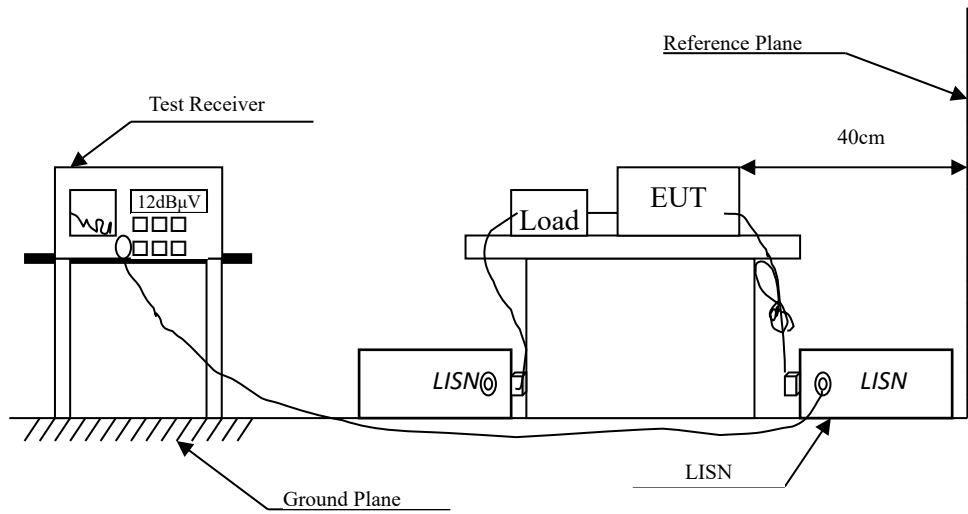 Reference Plane
Test Receiver
40cm
12dBµV
Load
EUT
LISN
LISN
LISN
Ground Plane